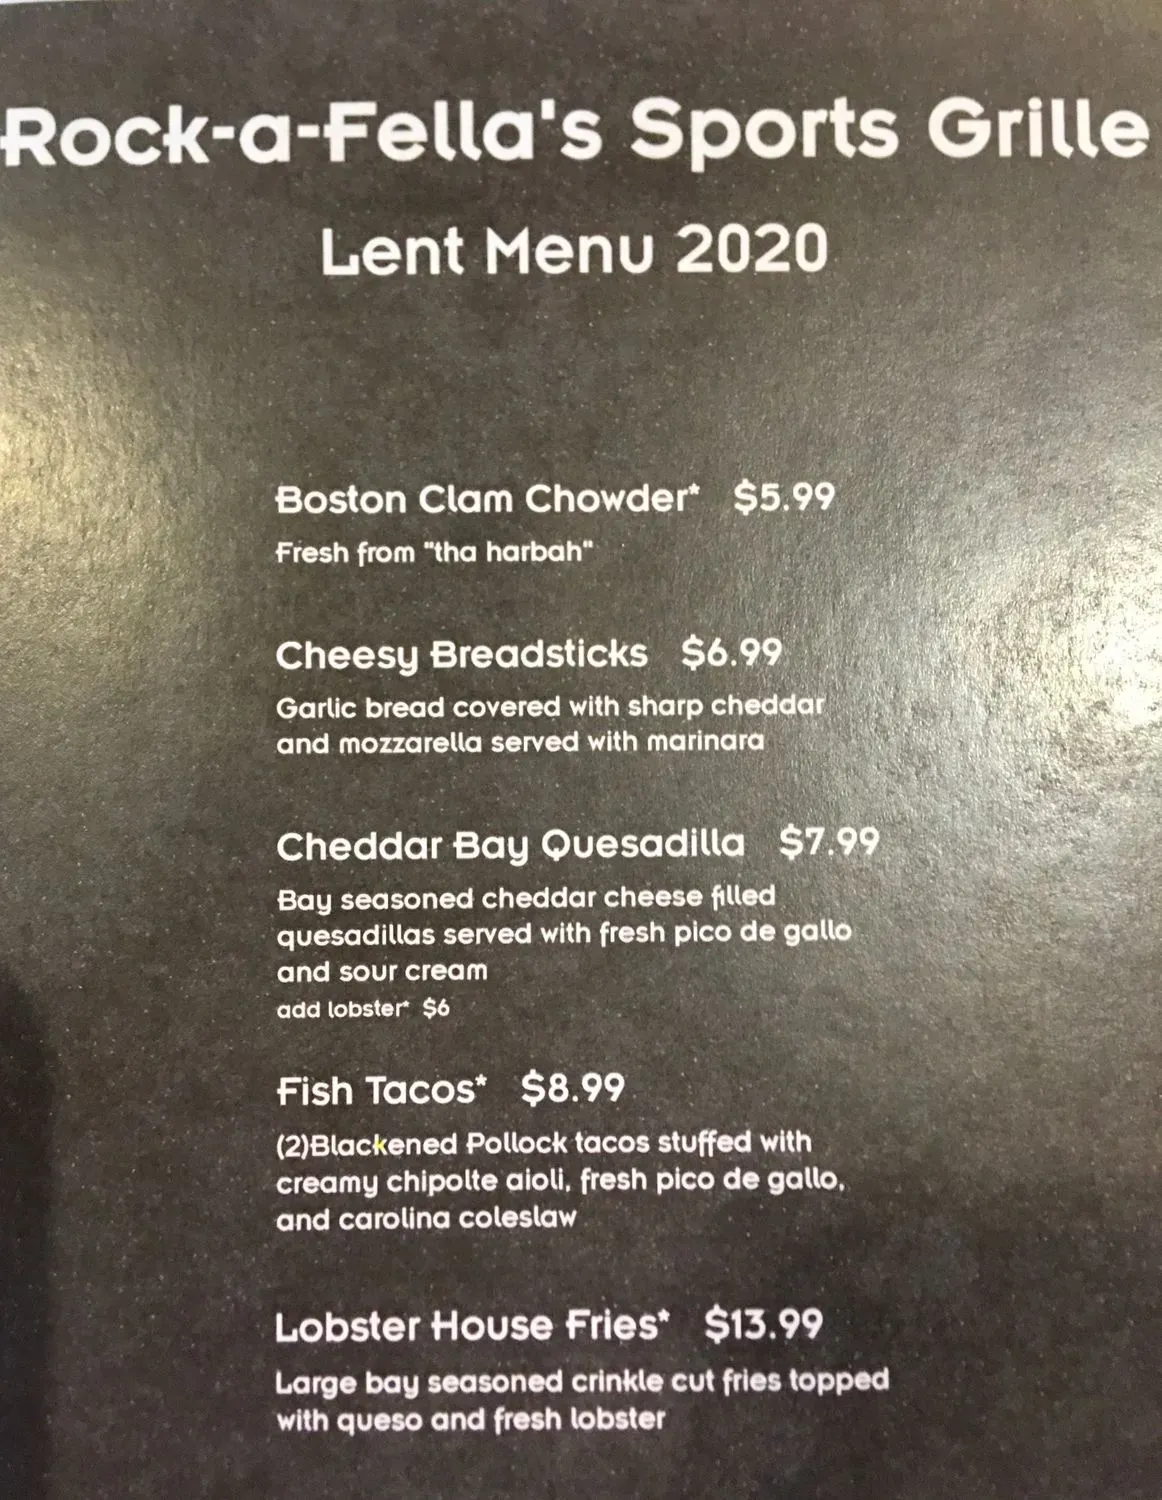 Rock-a-Fella's Sports Grille
Lent Menu 2020
Boston Clam Chowder* $5.99
Fresh from "tha harbah"
Cheesy Breadsticks $6.99
Garlic bread covered with sharp cheddar
and mozzarella served with marinara
Cheddar Bay Quesadilla $7.99
Bay seasoned cheddar cheese filled
quesadillas served with fresh pico de gallo
and sour cream
add lobster* $6
Fish Tacos* $8.99
(2)Blackened Pollock tacos stuffed with
creamy chipolte aioli, fresh pico de gallo,
and carolina coleslaw
Lobster House Fries* $13.99
Large bay seasoned crinkle cut fries topped
with queso and fresh lobster